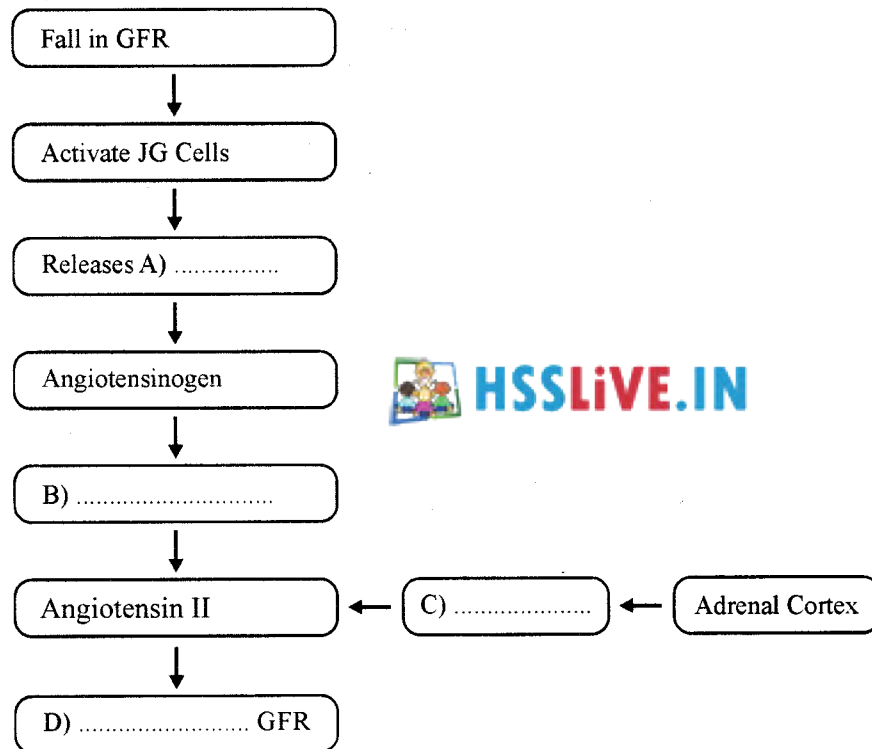 Fall in GFR
Activate JG Cells
Releases A) ................
Angiotensinogen
HSSLiVE.IN
B) ..............................
Angiotensin II
C) .....................
Adrenal Cortex
D) .......................... GFR